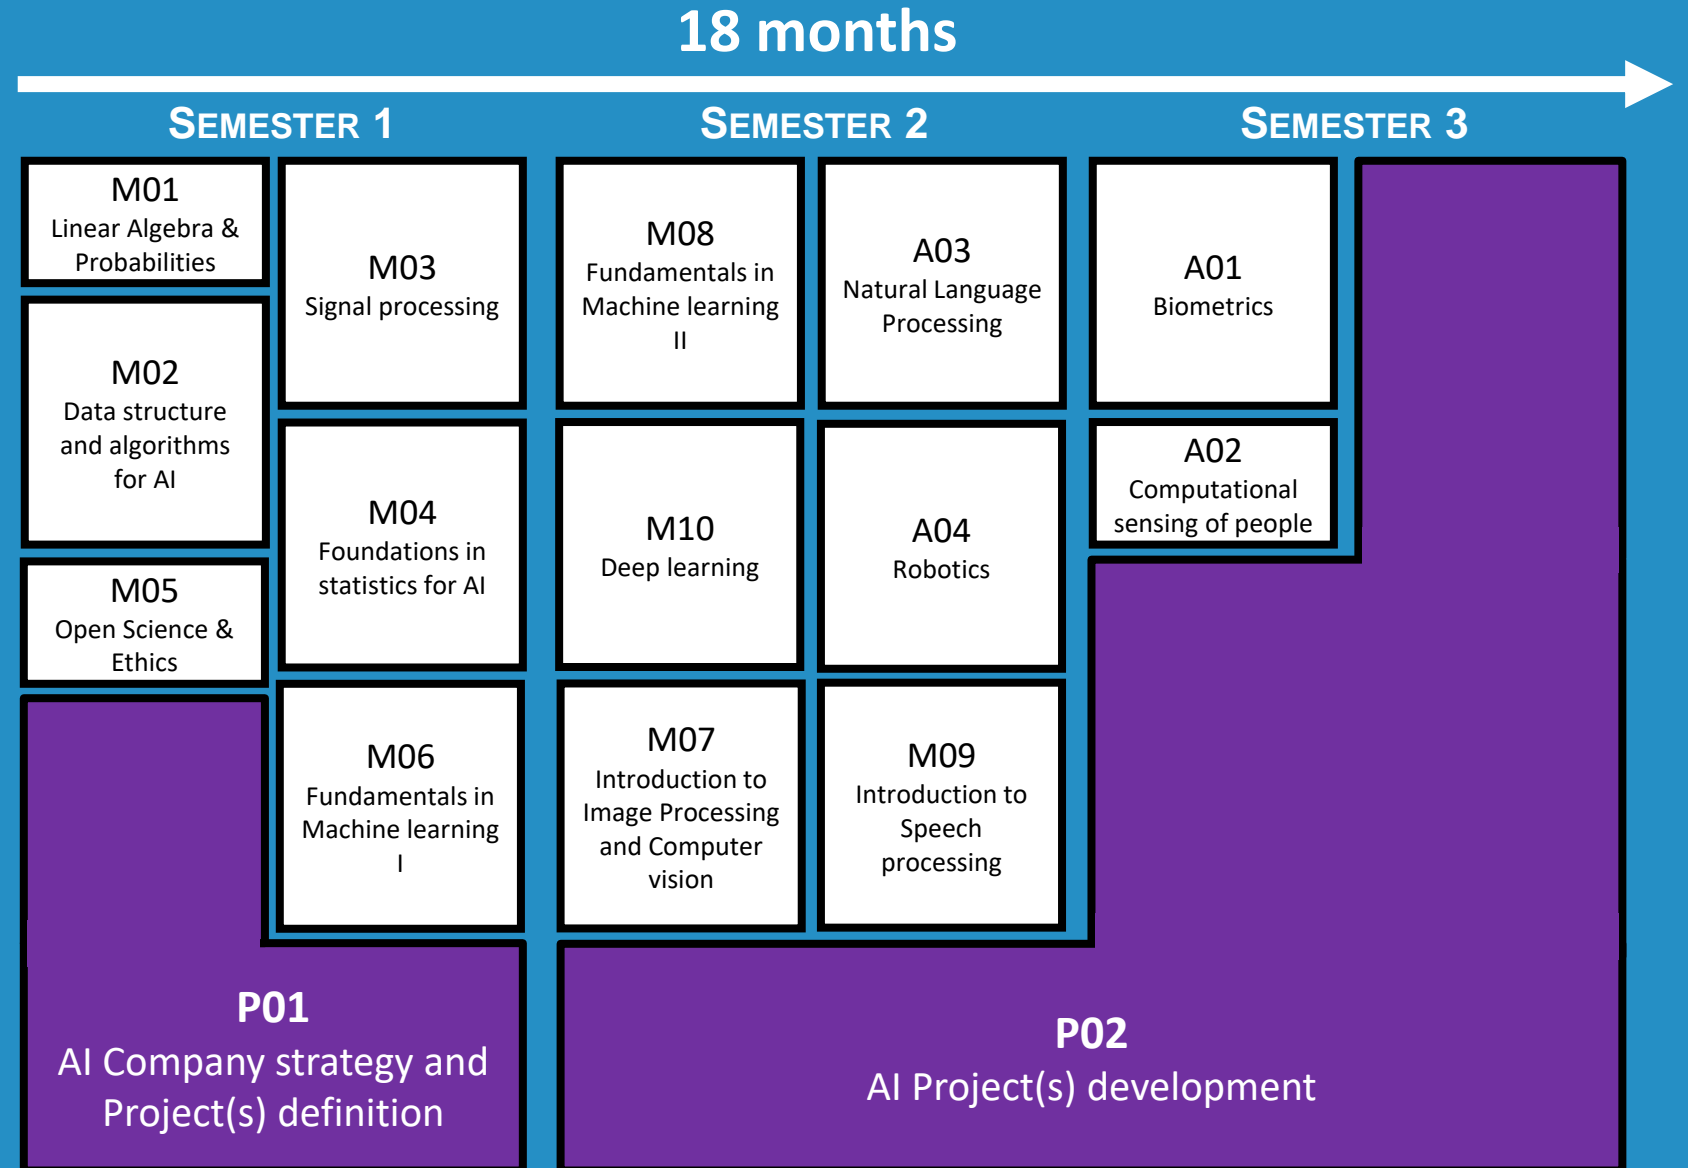 18 months
SEMESTER 1
SEMESTER 2
SEMESTER 3
M01
Linear Algebra &
Probabilities
M02
Data structure
and algorithms
for AI
M05
Open Science &
Ethics
M03
Signal processing
M04
Foundations in
statistics for AI
M06
Fundamentals in
Machine learning
I
P01
AI Company strategy and
Project(s) definition
M08
Fundamentals in
Machine learning
II
M10
Deep learning
M07
Introduction to
Image Processing
and Computer
vision
A03
Natural Language
Processing
A04
Robotics
M09
Introduction to
Speech
processing
A01
Biometrics
A02
Computational
sensing of people
P02
AI Project(s) development